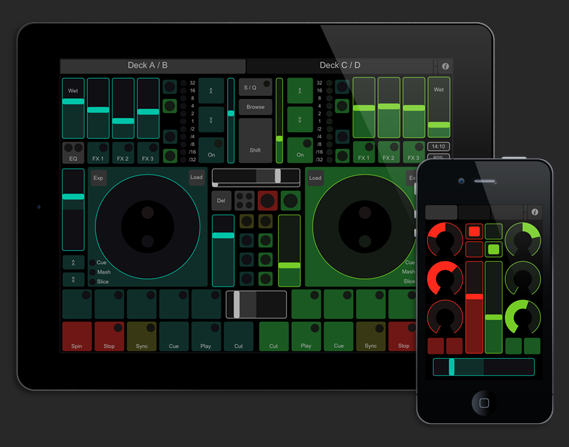 Deck A / B Deck C / D i
Wet 32 S / Q 32 Wet
16 16
8 8
4 Browse 4
2 2
/2 /2
/4 /4
/8 Shift /8
EQ FX 1 FX 2 FX 3 /16 On On /16 FX 1 FX 2 FX 3 14:10
/32 /32
Exp Load Ex
Del
Cue Cue
Mash Mash
Slice Slice
Spin Stop Sync Cue Play Cut Cut Play Cue Sync Stop
i